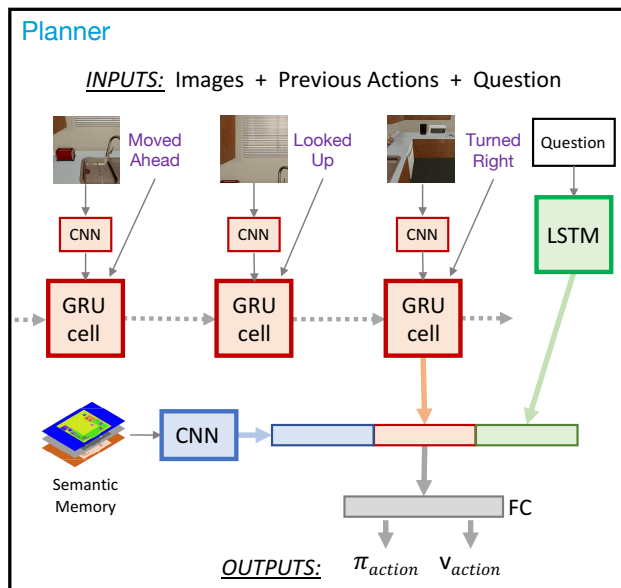 Planner
INPUTS: Images + Previous Actions + Question
Moved
Ahead
Looked
Up
Turned
Right
Question
CNN
CNN
CNN
LSTM
GRU
cell
GRU
cell
GRU
cell
CNN
Semantic
Memory
FC
OUTPUTS: π_action v_action